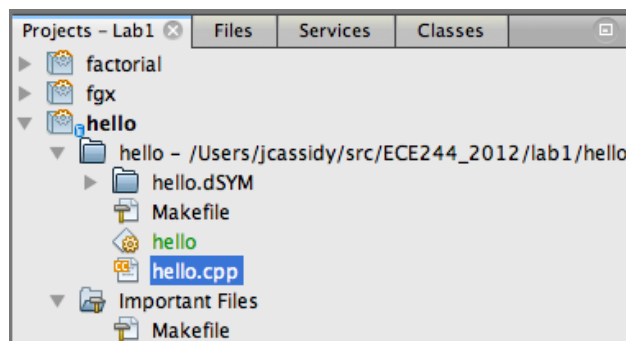 Projects – Lab1 Files Services Classes
factorial
fgx
hello
hello – /Users/jcassidy/src/ECE244_2012/lab1/hello
hello.dSYM
Makefile
hello
hello.cpp
Important Files
Makefile